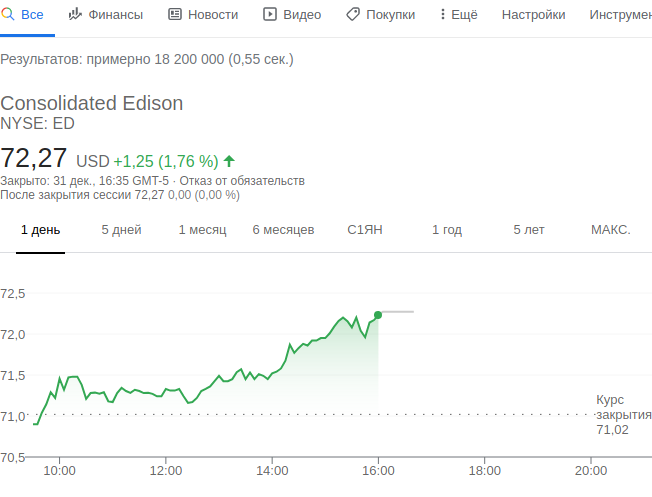 Все Финансы Новости Видео Покупки Ещё Настройки Инструмен
Результатов: примерно 18 200 000 (0,55 сек.)
Consolidated Edison
NYSE: ED
72,27 USD +1,25 (1,76 %)
Закрыто: 31 дек., 16:35 GMT-5 · Отказ от обязательств
После закрытия сессии 72,27 0,00 (0,00 %)
1 день 5 дней 1 месяц 6 месяцев С1ЯН 1 год 5 лет МАКС.
72,5
72,0
71,5
71,0
Курс
закрытия
71,02
70,5
10:00 12:00 14:00 16:00 18:00 20:00